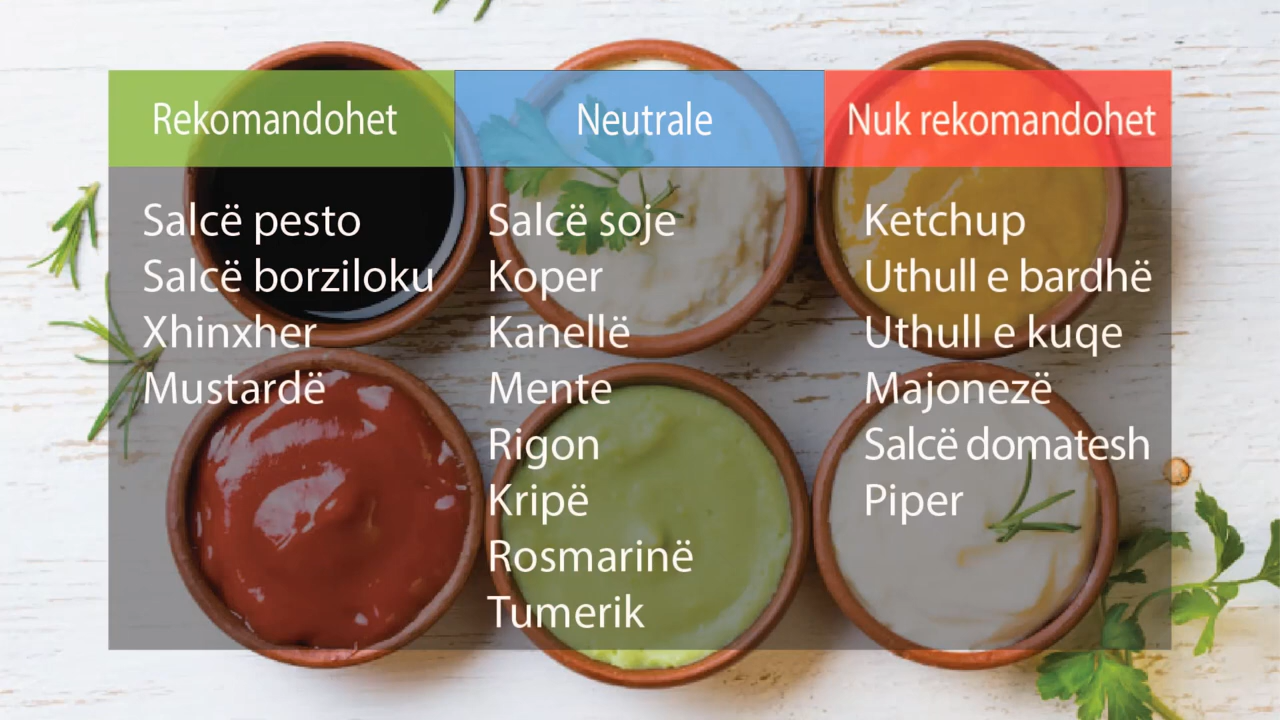 Rekomandohet
Neutrale
Nuk rekomandohet
Salcë pesto
Salcë borziloku
Xhinxher
Mustardë
Salcë soje
Koper
Kanellë
Mente
Rigon
Kripë
Rosmarinë
Tumerik
Ketchup
Uthull e bardhë
Uthull e kuqe
Majonezë
Salcë domatesh
Piper